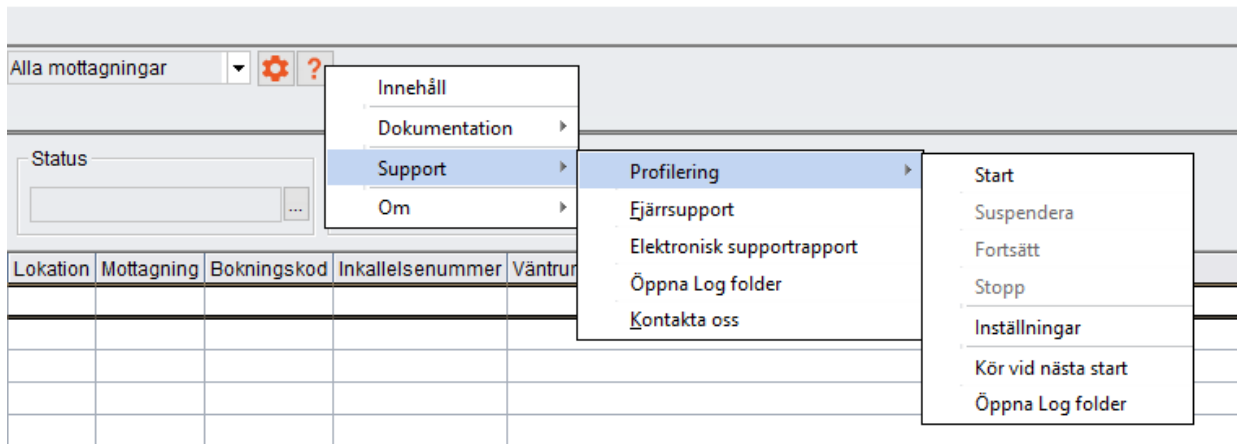 Alla mottagningar
?
Innehåll
Dokumentation
Support
Om
Profilering
Fjärrsupport
Elektronisk supportrapport
Öppna Log folder
Kontakta oss
Start
Suspendera
Fortsätt
Stopp
Inställningar
Kör vid nästa start
Öppna Log folder
Status
...
Lokation Mottagning Bokningskod Inkallelsenummer